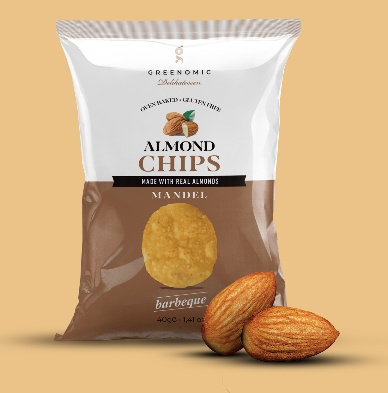 GREENOMIC
Delikatessen
OVEN BAKED • GLUTEN FREE
ALMOND
CHIPS
MADE WITH REAL ALMONDS
MANDEL
barbeque